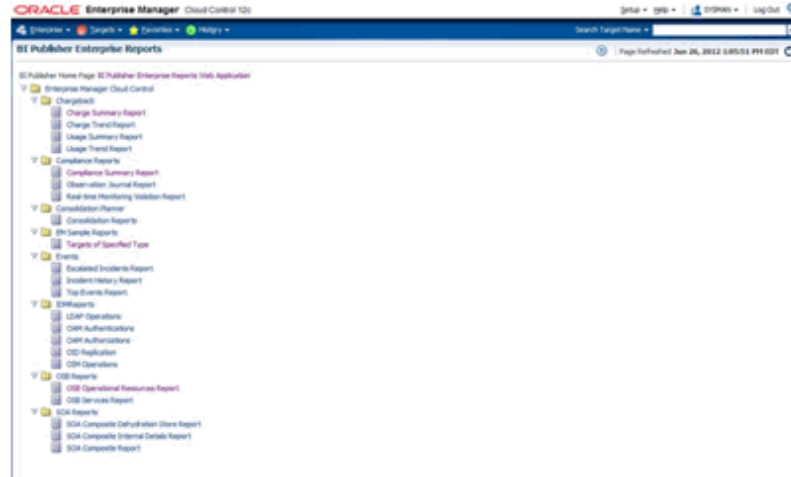 ORACLE Enterprise Manager Cloud Control 12c
Setup Help SYSMAN Log Out
Enterprise Targets Favorites History
Search Target Name
BI Publisher Enterprise Reports
Page Refreshed Jun 26, 2012 1:05:51 PM EDT
BI Publisher Home Page BI Publisher Enterprise Reports Web Application
Enterprise Manager Cloud Control
Chargeback
Charge Summary Report
Charge Trend Report
Usage Summary Report
Usage Trend Report
Compliance Reports
Compliance Summary Report
Observation Journal Report
Real-time Monitoring Violation Report
Consolidation Planner
Consolidation Reports
EM Sample Reports
Targets of Specified Type
Events
Escalated Incidents Report
Incident History Report
Top Events Report
IDMReports
LDAP Operations
OAM Authentications
OAM Authorizations
OID Replication
OIM Operations
OSB Reports
OSB Operational Resources Report
OSB Services Report
SOA Reports
SOA Composite Dehydration Store Report
SOA Composite Internal Details Report
SOA Composite Report